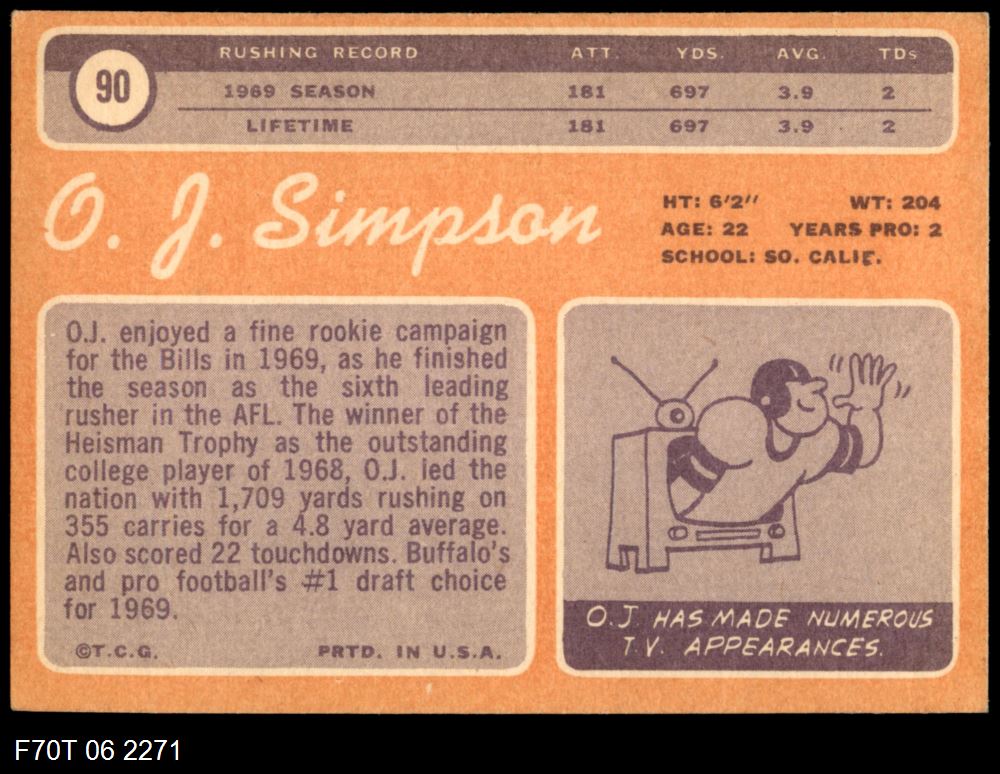 90
RUSHING RECORD ATT. YDS. AVG. TDs
1969 SEASON 181 697 3.9 2
LIFETIME 181 697 3.9 2
O. J. Simpson
HT: 6'2" WT: 204
AGE: 22 YEARS PRO: 2
SCHOOL: SO. CALIF.
O.J. enjoyed a fine rookie campaign
for the Bills in 1969, as he finished
the season as the sixth leading
rusher in the AFL. The winner of the
Heisman Trophy as the outstanding
college player of 1968, O.J. led the
nation with 1,709 yards rushing on
355 carries for a 4.8 yard average.
Also scored 22 touchdowns. Buffalo's
and pro football's #1 draft choice
for 1969.
©T.C.G. PRTD. IN U.S.A.
O.J. HAS MADE NUMEROUS
T.V. APPEARANCES.
F70T 06 2271